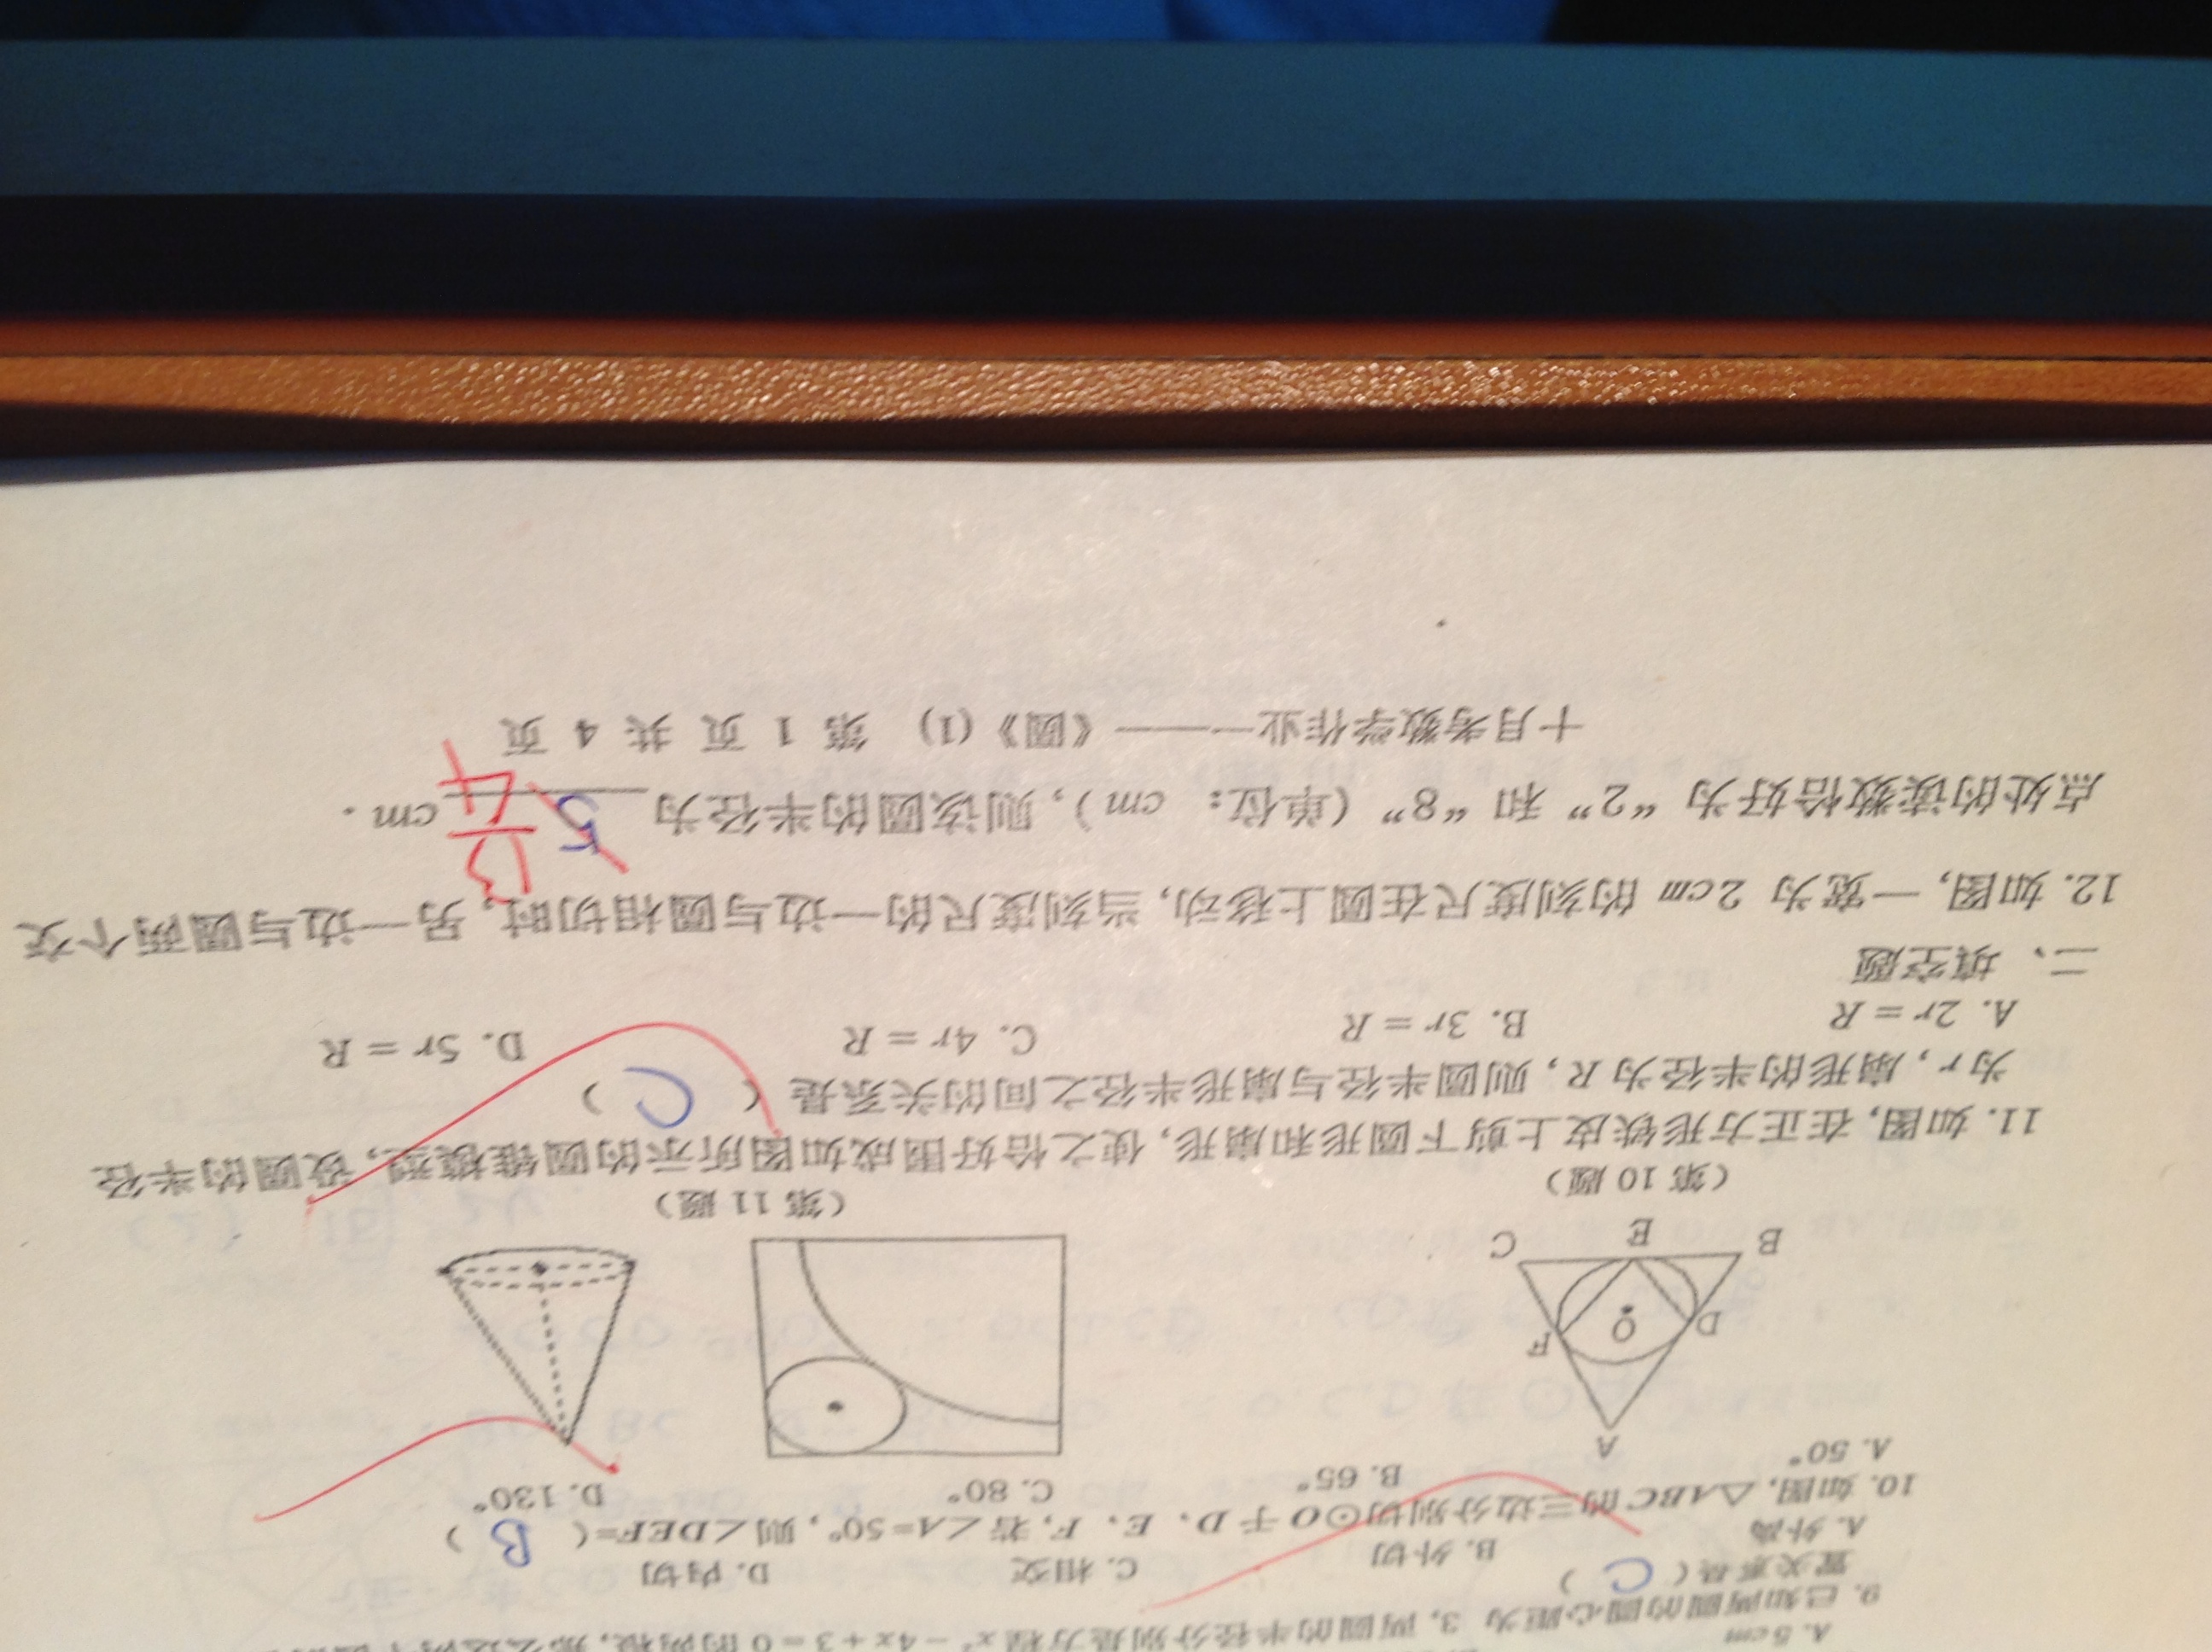 A. 5cm
9. 已知两圆的圆心距为 3, 两圆的半径分别是方程 x² - 4x + 3 = 0 的两根, 那么这两个圆的
置关系是( C )
A. 外离 B. 外切 C. 相交 D. 内切
10. 如图, △ABC 的三边分别切⊙O 于 D、E、F, 若 ∠A=50°, 则 ∠DEF=( B )
A. 50° B. 65° C. 80° D. 130°
A
D O F
B E C
(第 10 题)
(第 11 题)
11. 如图, 在正方形铁皮上剪下圆形和扇形, 使之恰好围成如图所示的圆锥模型, 设圆的半径
为 r, 扇形的半径为 R, 则圆半径与扇形半径之间的关系是( C )
A. 2r = R B. 3r = R C. 4r = R D. 5r = R
二、填空题
12. 如图, 一宽为 2cm 的刻度尺在圆上移动, 当刻度尺的一边与圆相切时, 另一边与圆两个交
点处的读数恰好为 “2” 和 “8” (单位: cm), 则该圆的半径为 5 13/4 cm.
十月考数学作业一——《圆》(1) 第 1 页 共 4 页